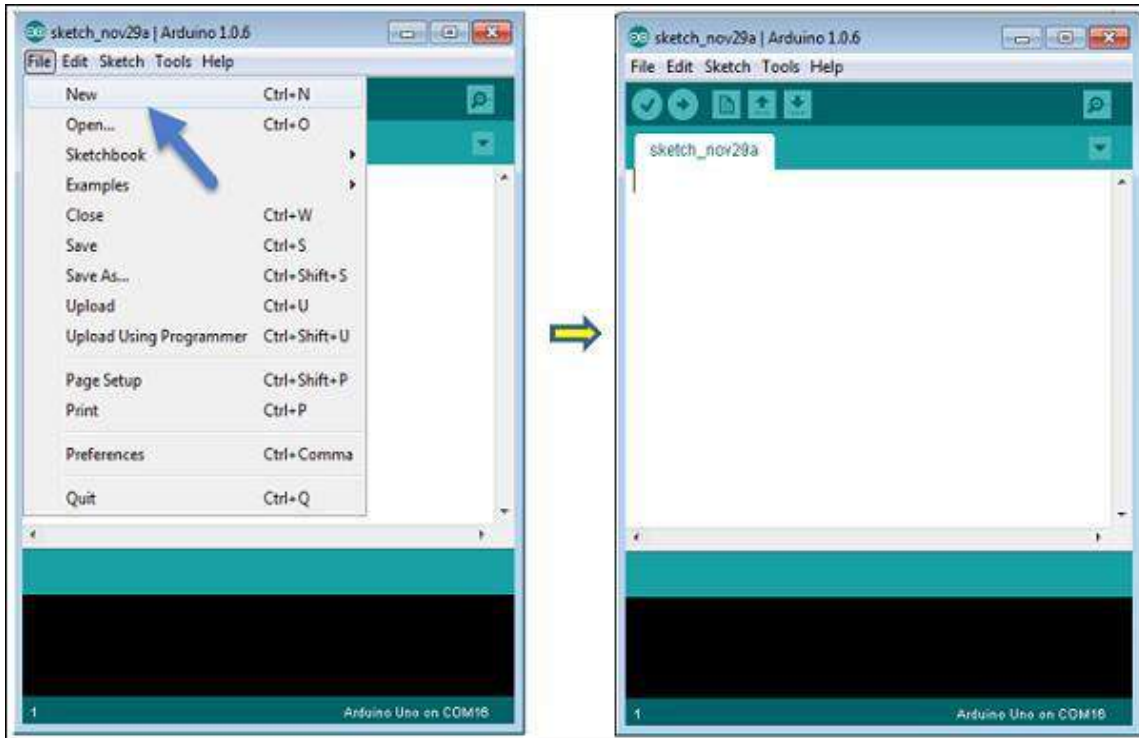 sketch_nov29a | Arduino 1.0.6
File Edit Sketch Tools Help
New Ctrl+N
Open... Ctrl+O
Sketchbook
Examples
Close Ctrl+W
Save Ctrl+S
Save As... Ctrl+Shift+S
Upload Ctrl+U
Upload Using Programmer Ctrl+Shift+U
Page Setup Ctrl+Shift+P
Print Ctrl+P
Preferences Ctrl+Comma
Quit Ctrl+Q
1 Arduino Uno on COM16
sketch_nov29a | Arduino 1.0.6
File Edit Sketch Tools Help
sketch_nov29a
1 Arduino Uno on COM16